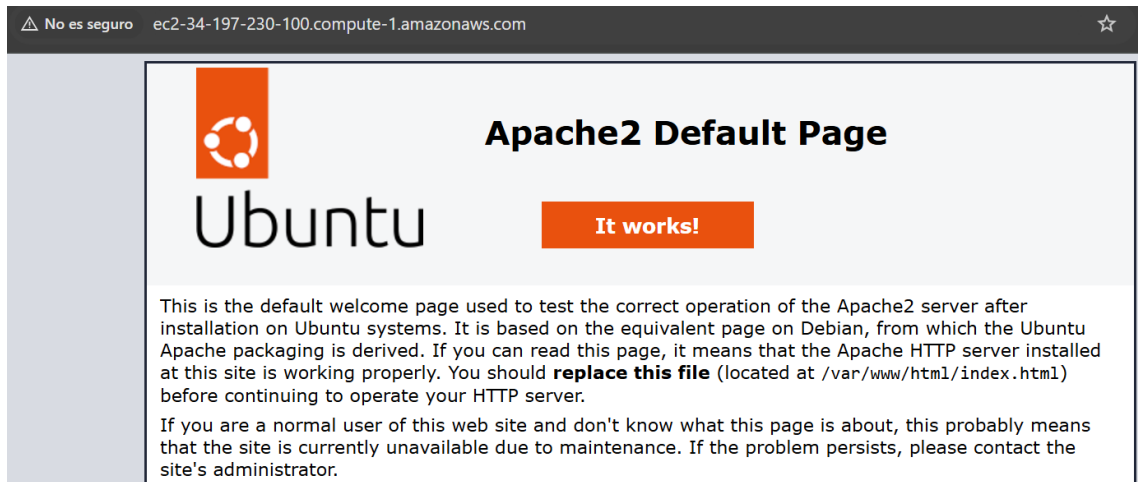 No es seguro ec2-34-197-230-100.compute-1.amazonaws.com
Ubuntu
Apache2 Default Page
It works!
This is the default welcome page used to test the correct operation of the Apache2 server after
installation on Ubuntu systems. It is based on the equivalent page on Debian, from which the Ubuntu
Apache packaging is derived. If you can read this page, it means that the Apache HTTP server installed
at this site is working properly. You should replace this file (located at /var/www/html/index.html)
before continuing to operate your HTTP server.
If you are a normal user of this web site and don't know what this page is about, this probably means
that the site is currently unavailable due to maintenance. If the problem persists, please contact the
site's administrator.